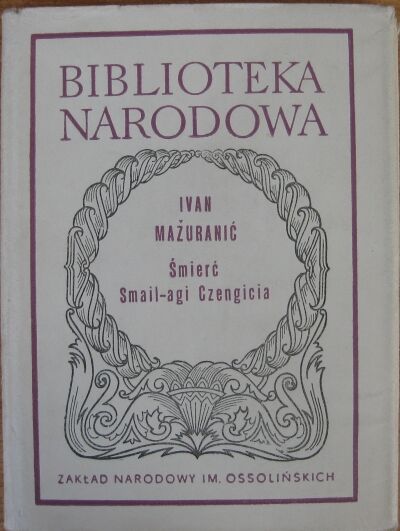 BIBLIOTEKA
NARODOWA
IVAN
MAŽURANIĆ
Śmierć
Smail-agi Czengicia
ZAKŁAD NARODOWY IM. OSSOLIŃSKICH